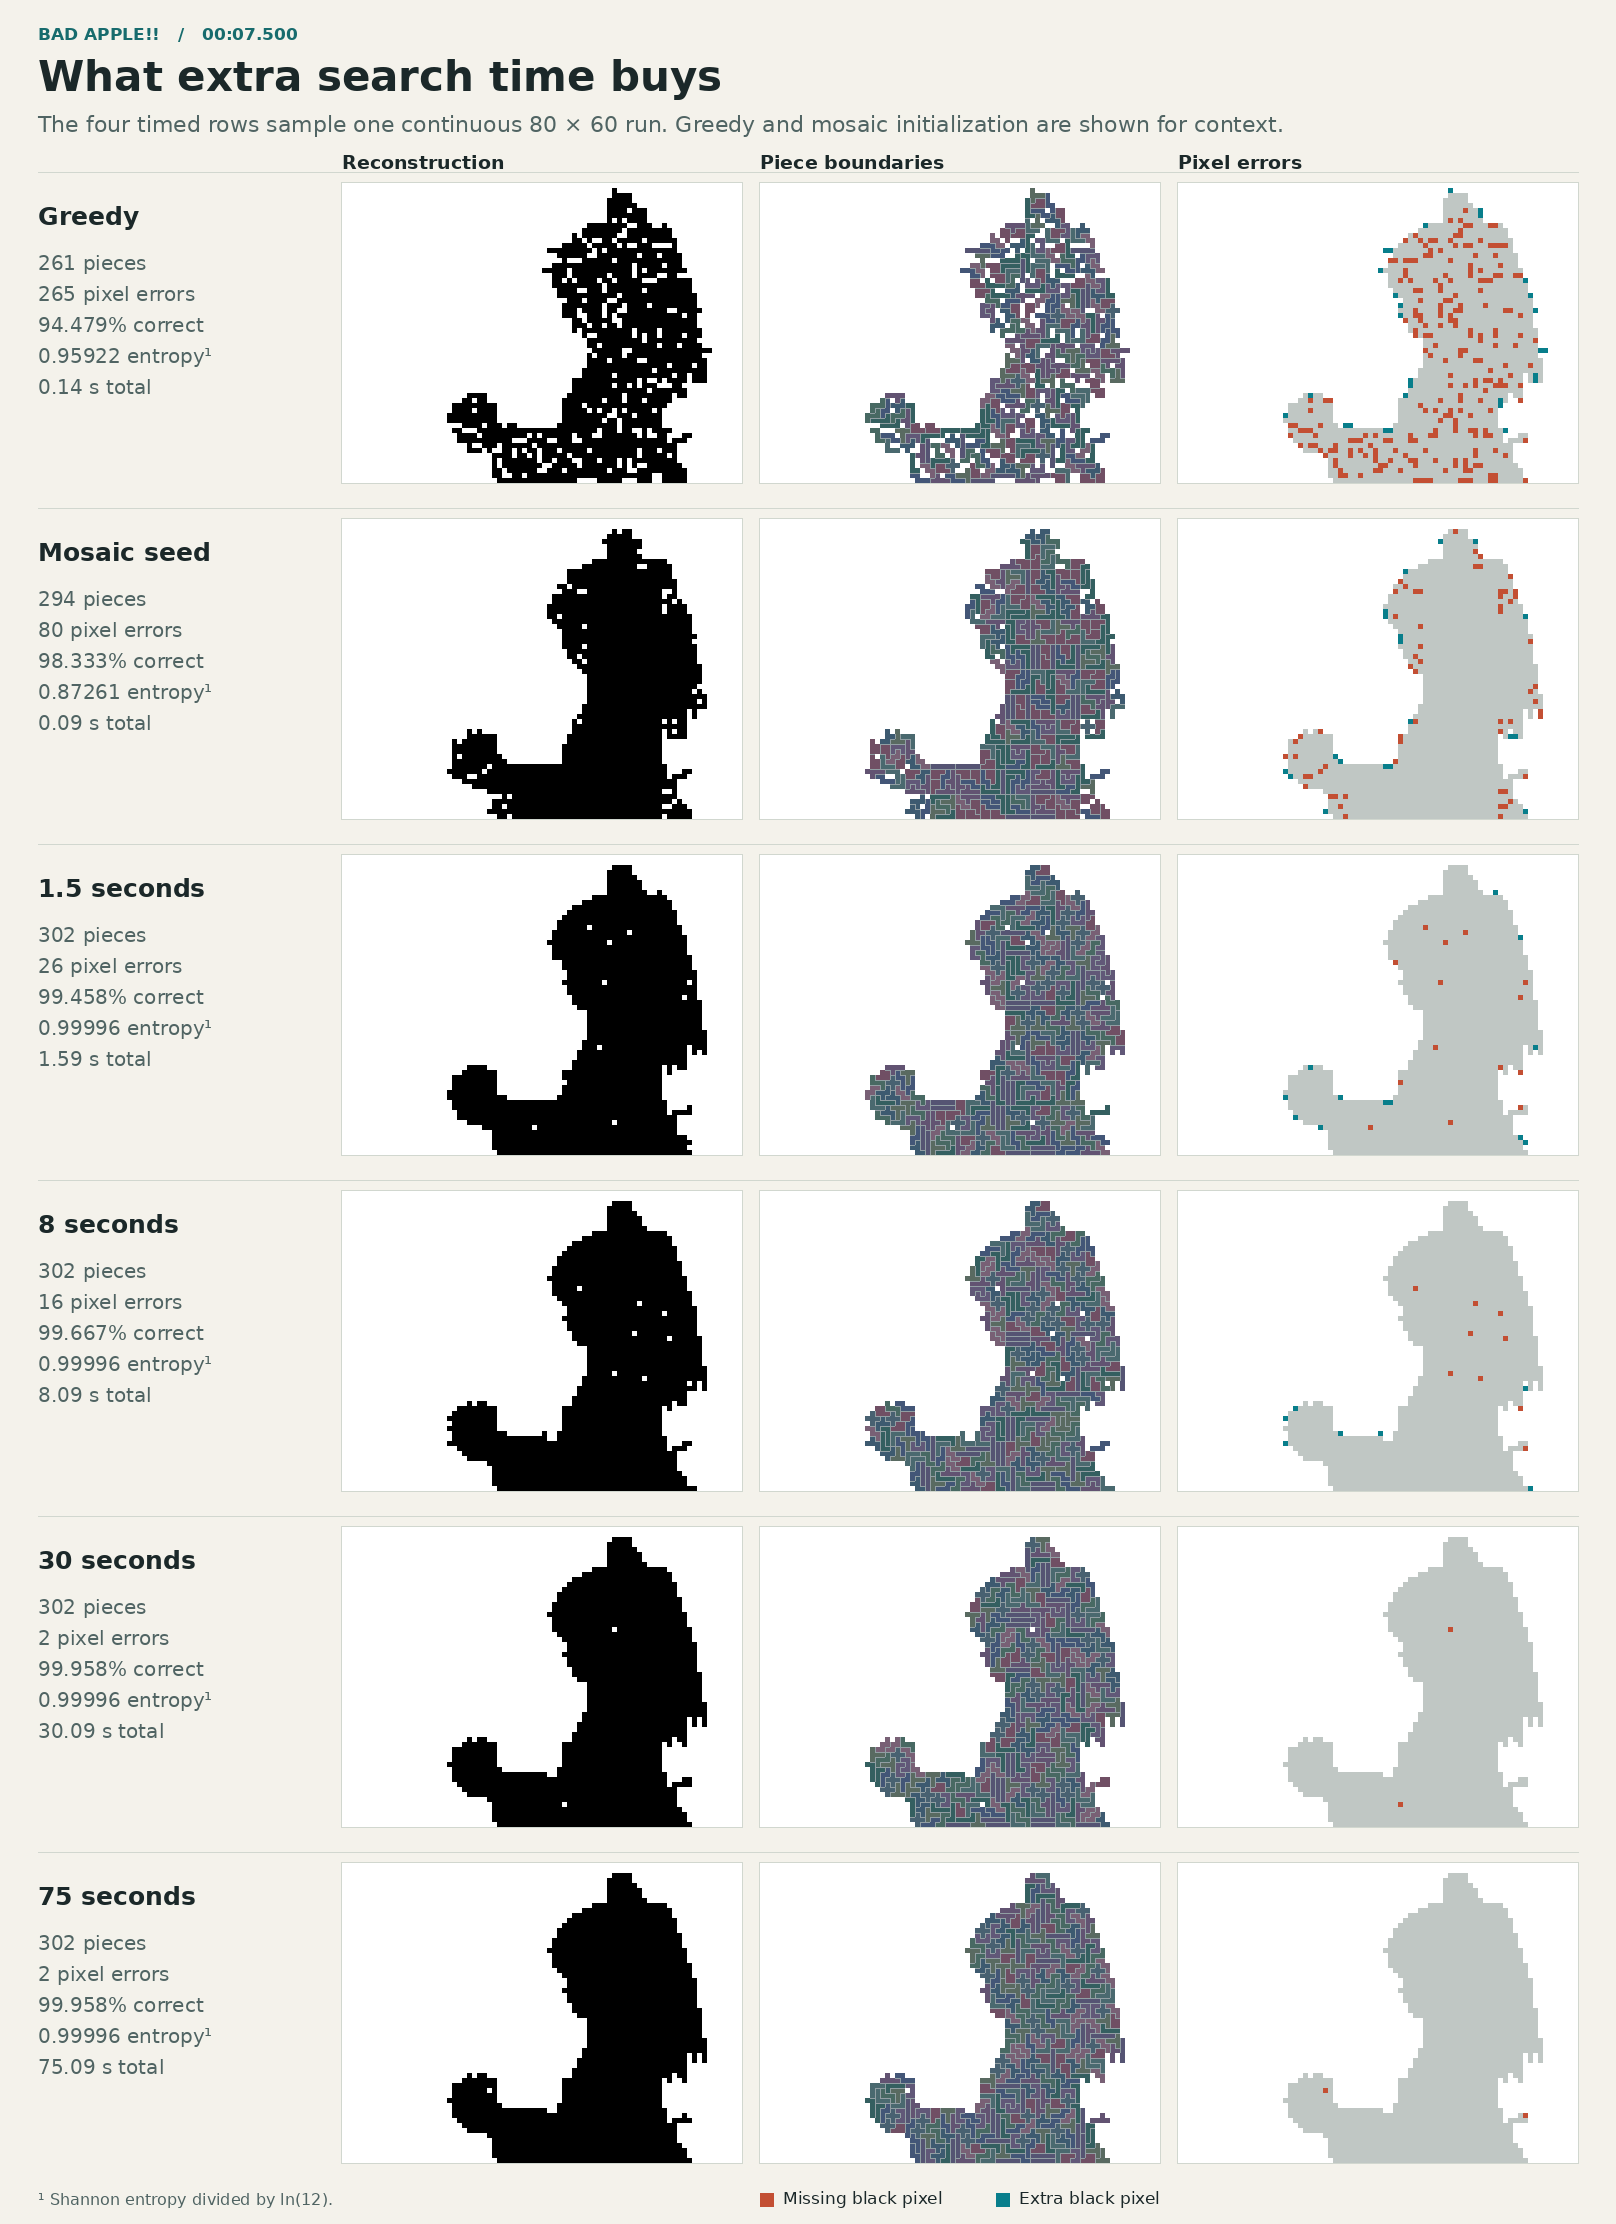 BAD APPLE!! / 00:07.500
What extra search time buys
The four timed rows sample one continuous 80 × 60 run. Greedy and mosaic initialization are shown for context.
Reconstruction Piece boundaries Pixel errors
Greedy
261 pieces
265 pixel errors
94.479% correct
0.95922 entropy¹
0.14 s total
Mosaic seed
294 pieces
80 pixel errors
98.333% correct
0.87261 entropy¹
0.09 s total
1.5 seconds
302 pieces
26 pixel errors
99.458% correct
0.99996 entropy¹
1.59 s total
8 seconds
302 pieces
16 pixel errors
99.667% correct
0.99996 entropy¹
8.09 s total
30 seconds
302 pieces
2 pixel errors
99.958% correct
0.99996 entropy¹
30.09 s total
75 seconds
302 pieces
2 pixel errors
99.958% correct
0.99996 entropy¹
75.09 s total
¹ Shannon entropy divided by ln(12). Missing black pixel Extra black pixel